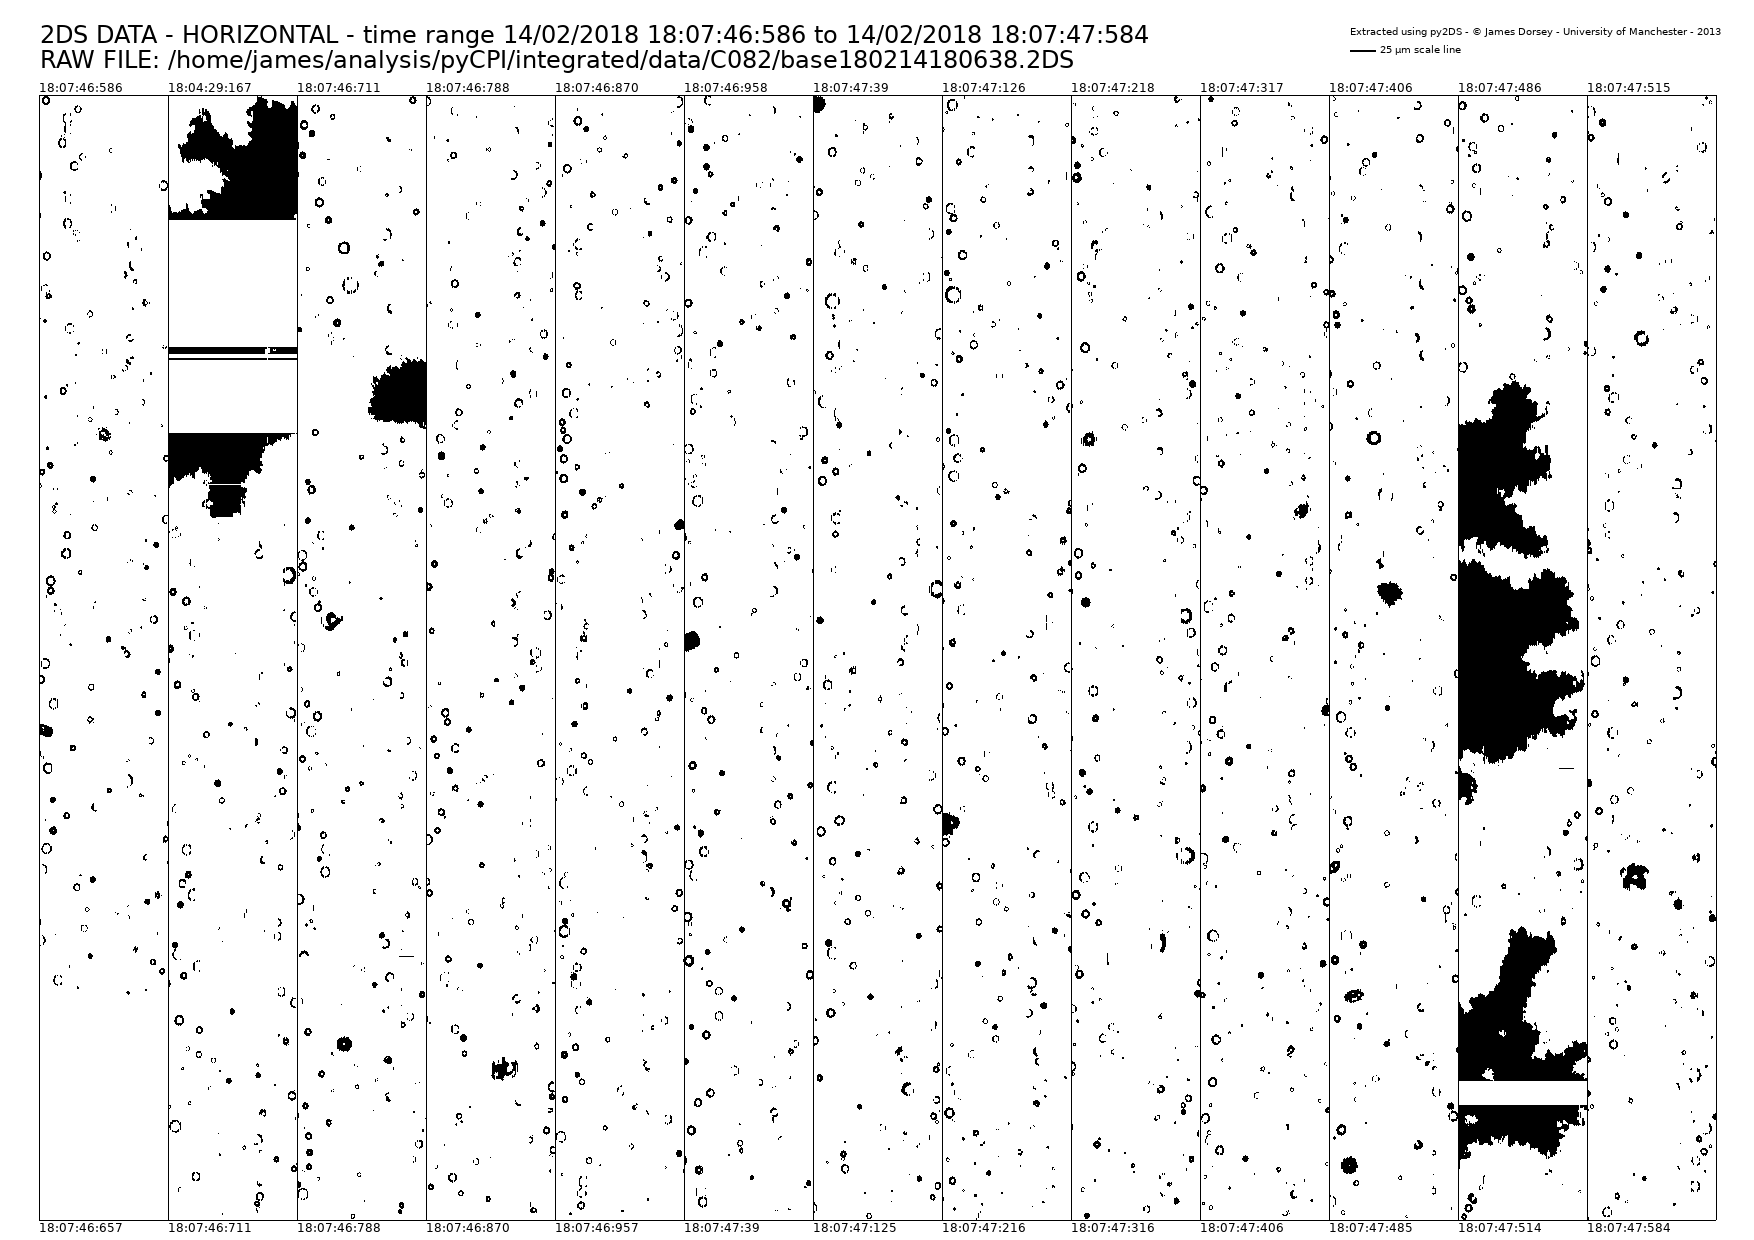 2DS DATA - HORIZONTAL - time range 14/02/2018 18:07:46:586 to 14/02/2018 18:07:47:584
RAW FILE: /home/james/analysis/pyCPI/integrated/data/C082/base180214180638.2DS
Extracted using py2DS - © James Dorsey - University of Manchester - 2013
25 µm scale line
18:07:46:586 18:04:29:167 18:07:46:711 18:07:46:788 18:07:46:870 18:07:46:958 18:07:47:39 18:07:47:126 18:07:47:218 18:07:47:317 18:07:47:406 18:07:47:486 18:07:47:515
18:07:46:657 18:07:46:711 18:07:46:788 18:07:46:870 18:07:46:957 18:07:47:39 18:07:47:125 18:07:47:216 18:07:47:316 18:07:47:406 18:07:47:485 18:07:47:514 18:07:47:584